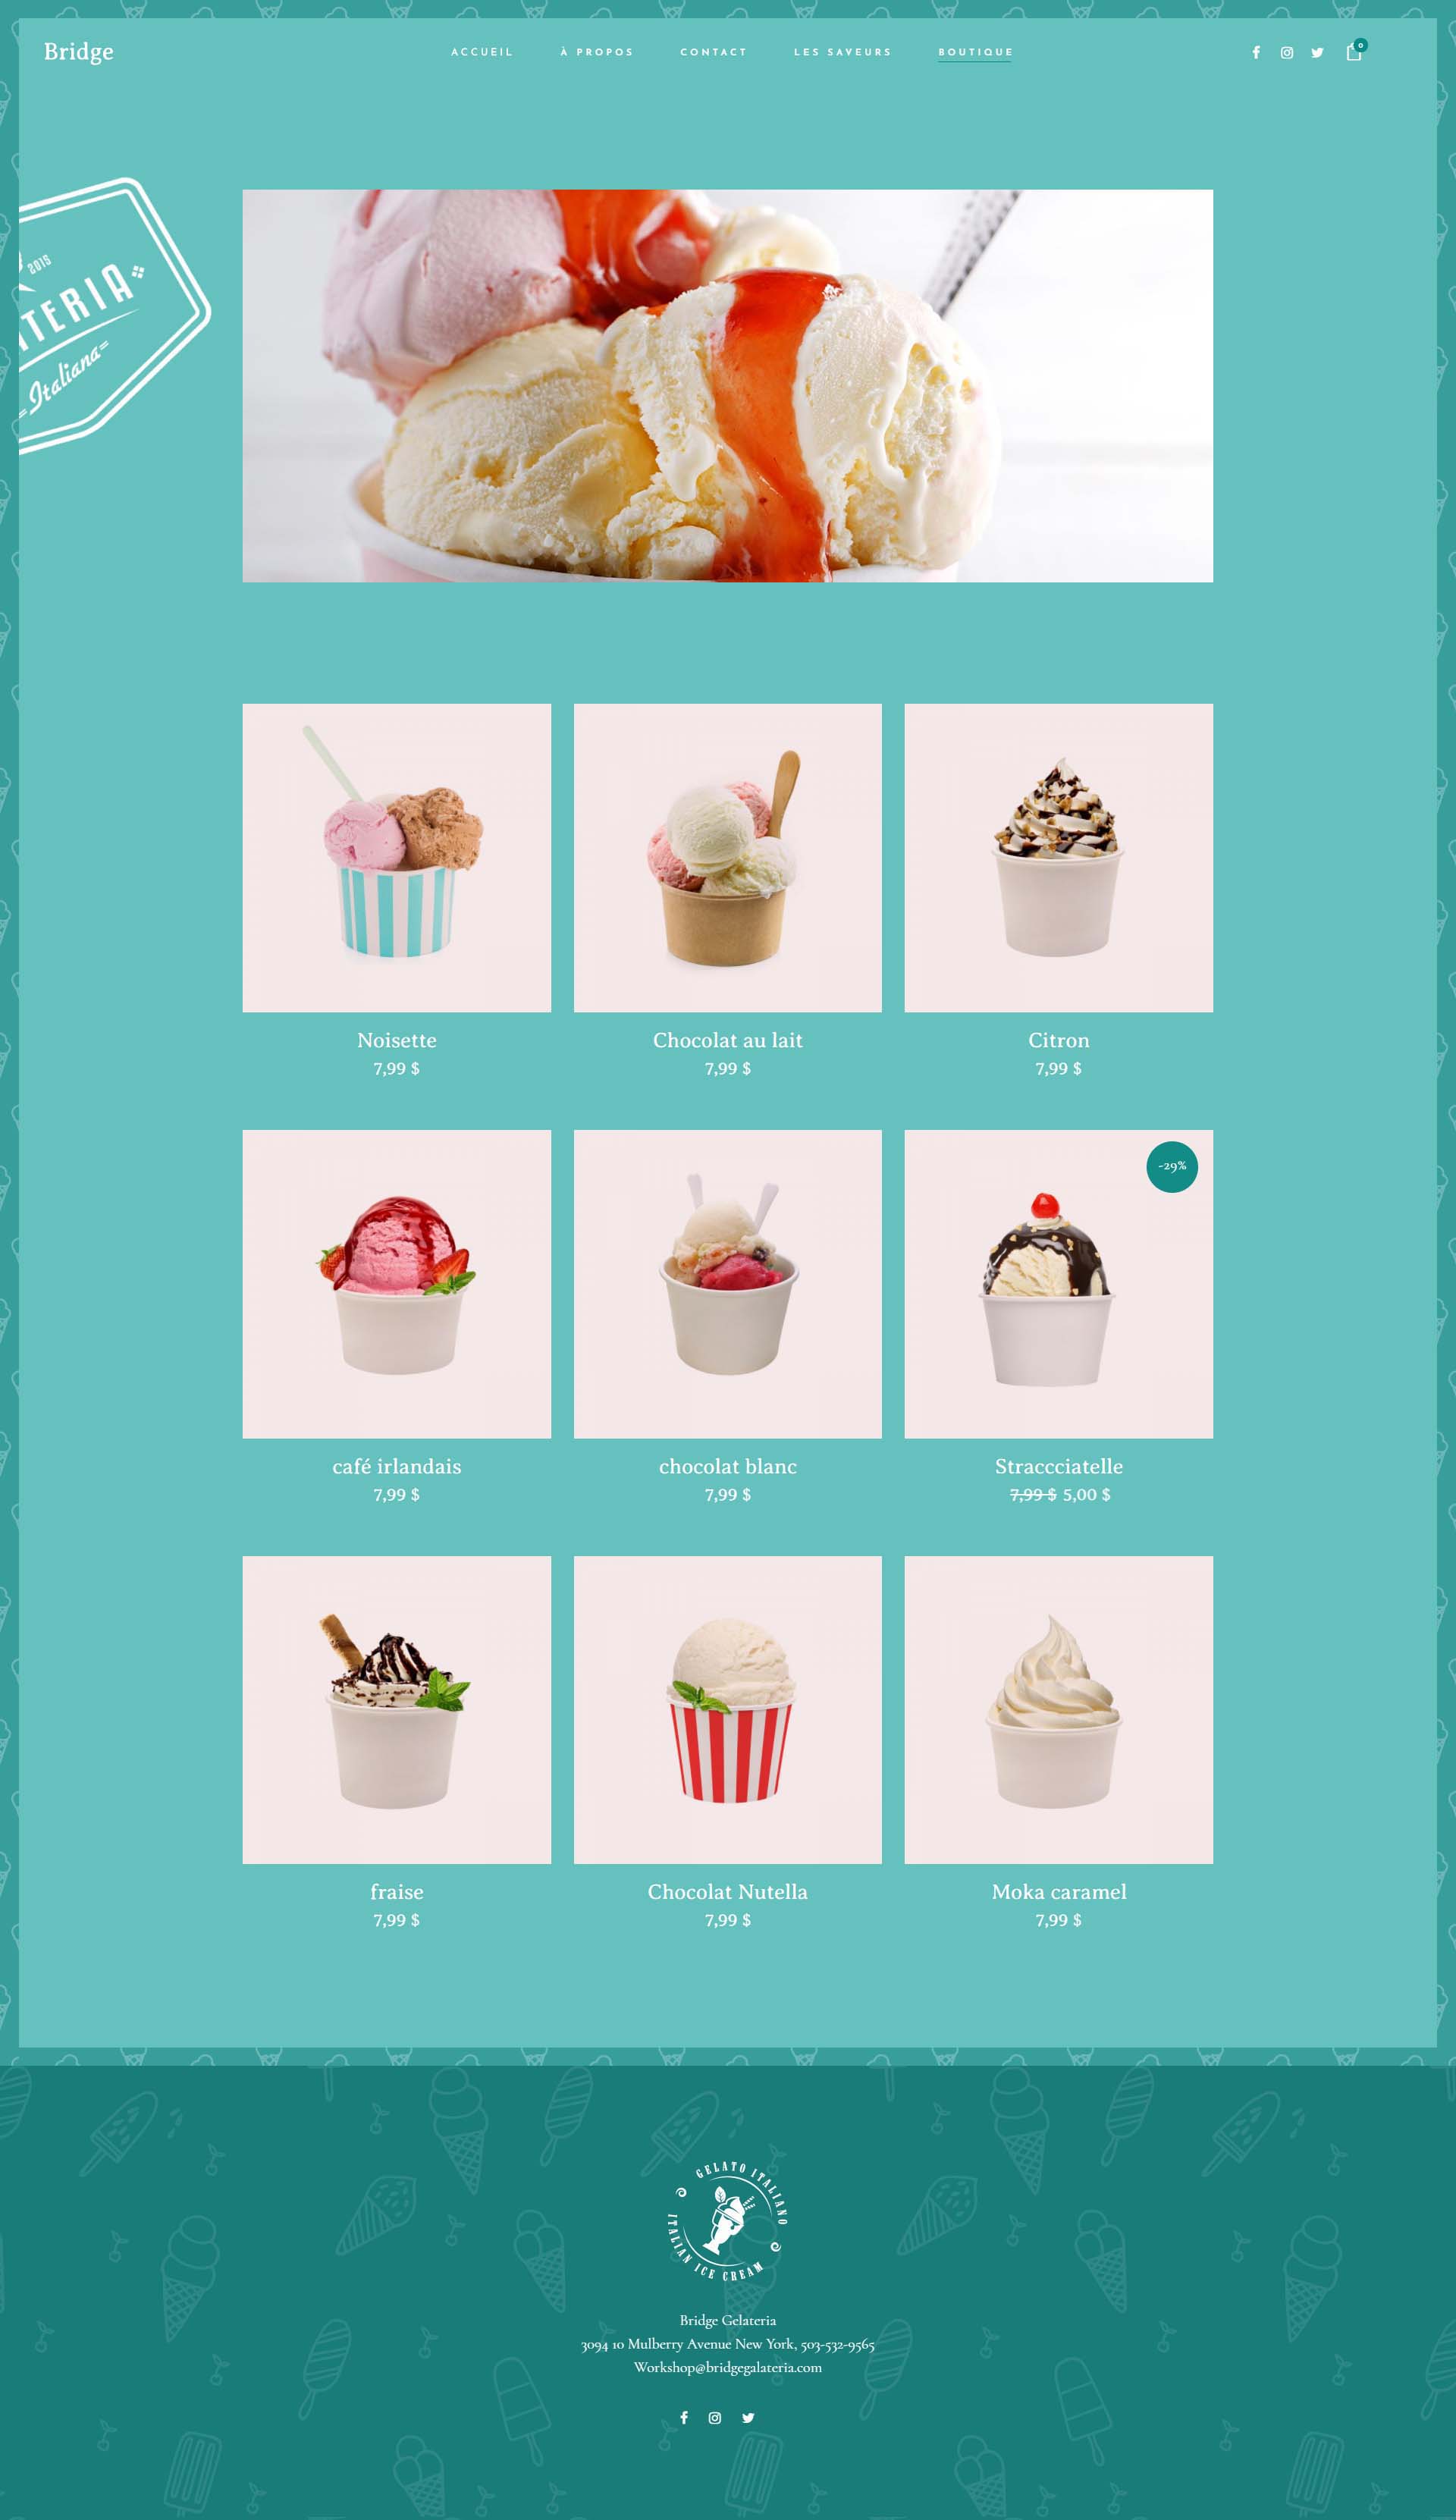 Bridge
ACCUEIL
À PROPOS
CONTACT
LES SAVEURS
BOUTIQUE
0
2015
TERIA
Italiana
Noisette
7,99 $
Chocolat au lait
7,99 $
Citron
7,99 $
café irlandais
7,99 $
chocolat blanc
7,99 $
-29%
Straccciatelle
7,99 $ 5,00 $
fraise
7,99 $
Chocolat Nutella
7,99 $
Moka caramel
7,99 $
GELATO ITALIANO
ITALIAN ICE CREAM
Bridge Gelateria
3094 10 Mulberry Avenue New York, 503-532-9565
Workshop@bridgegalateria.com